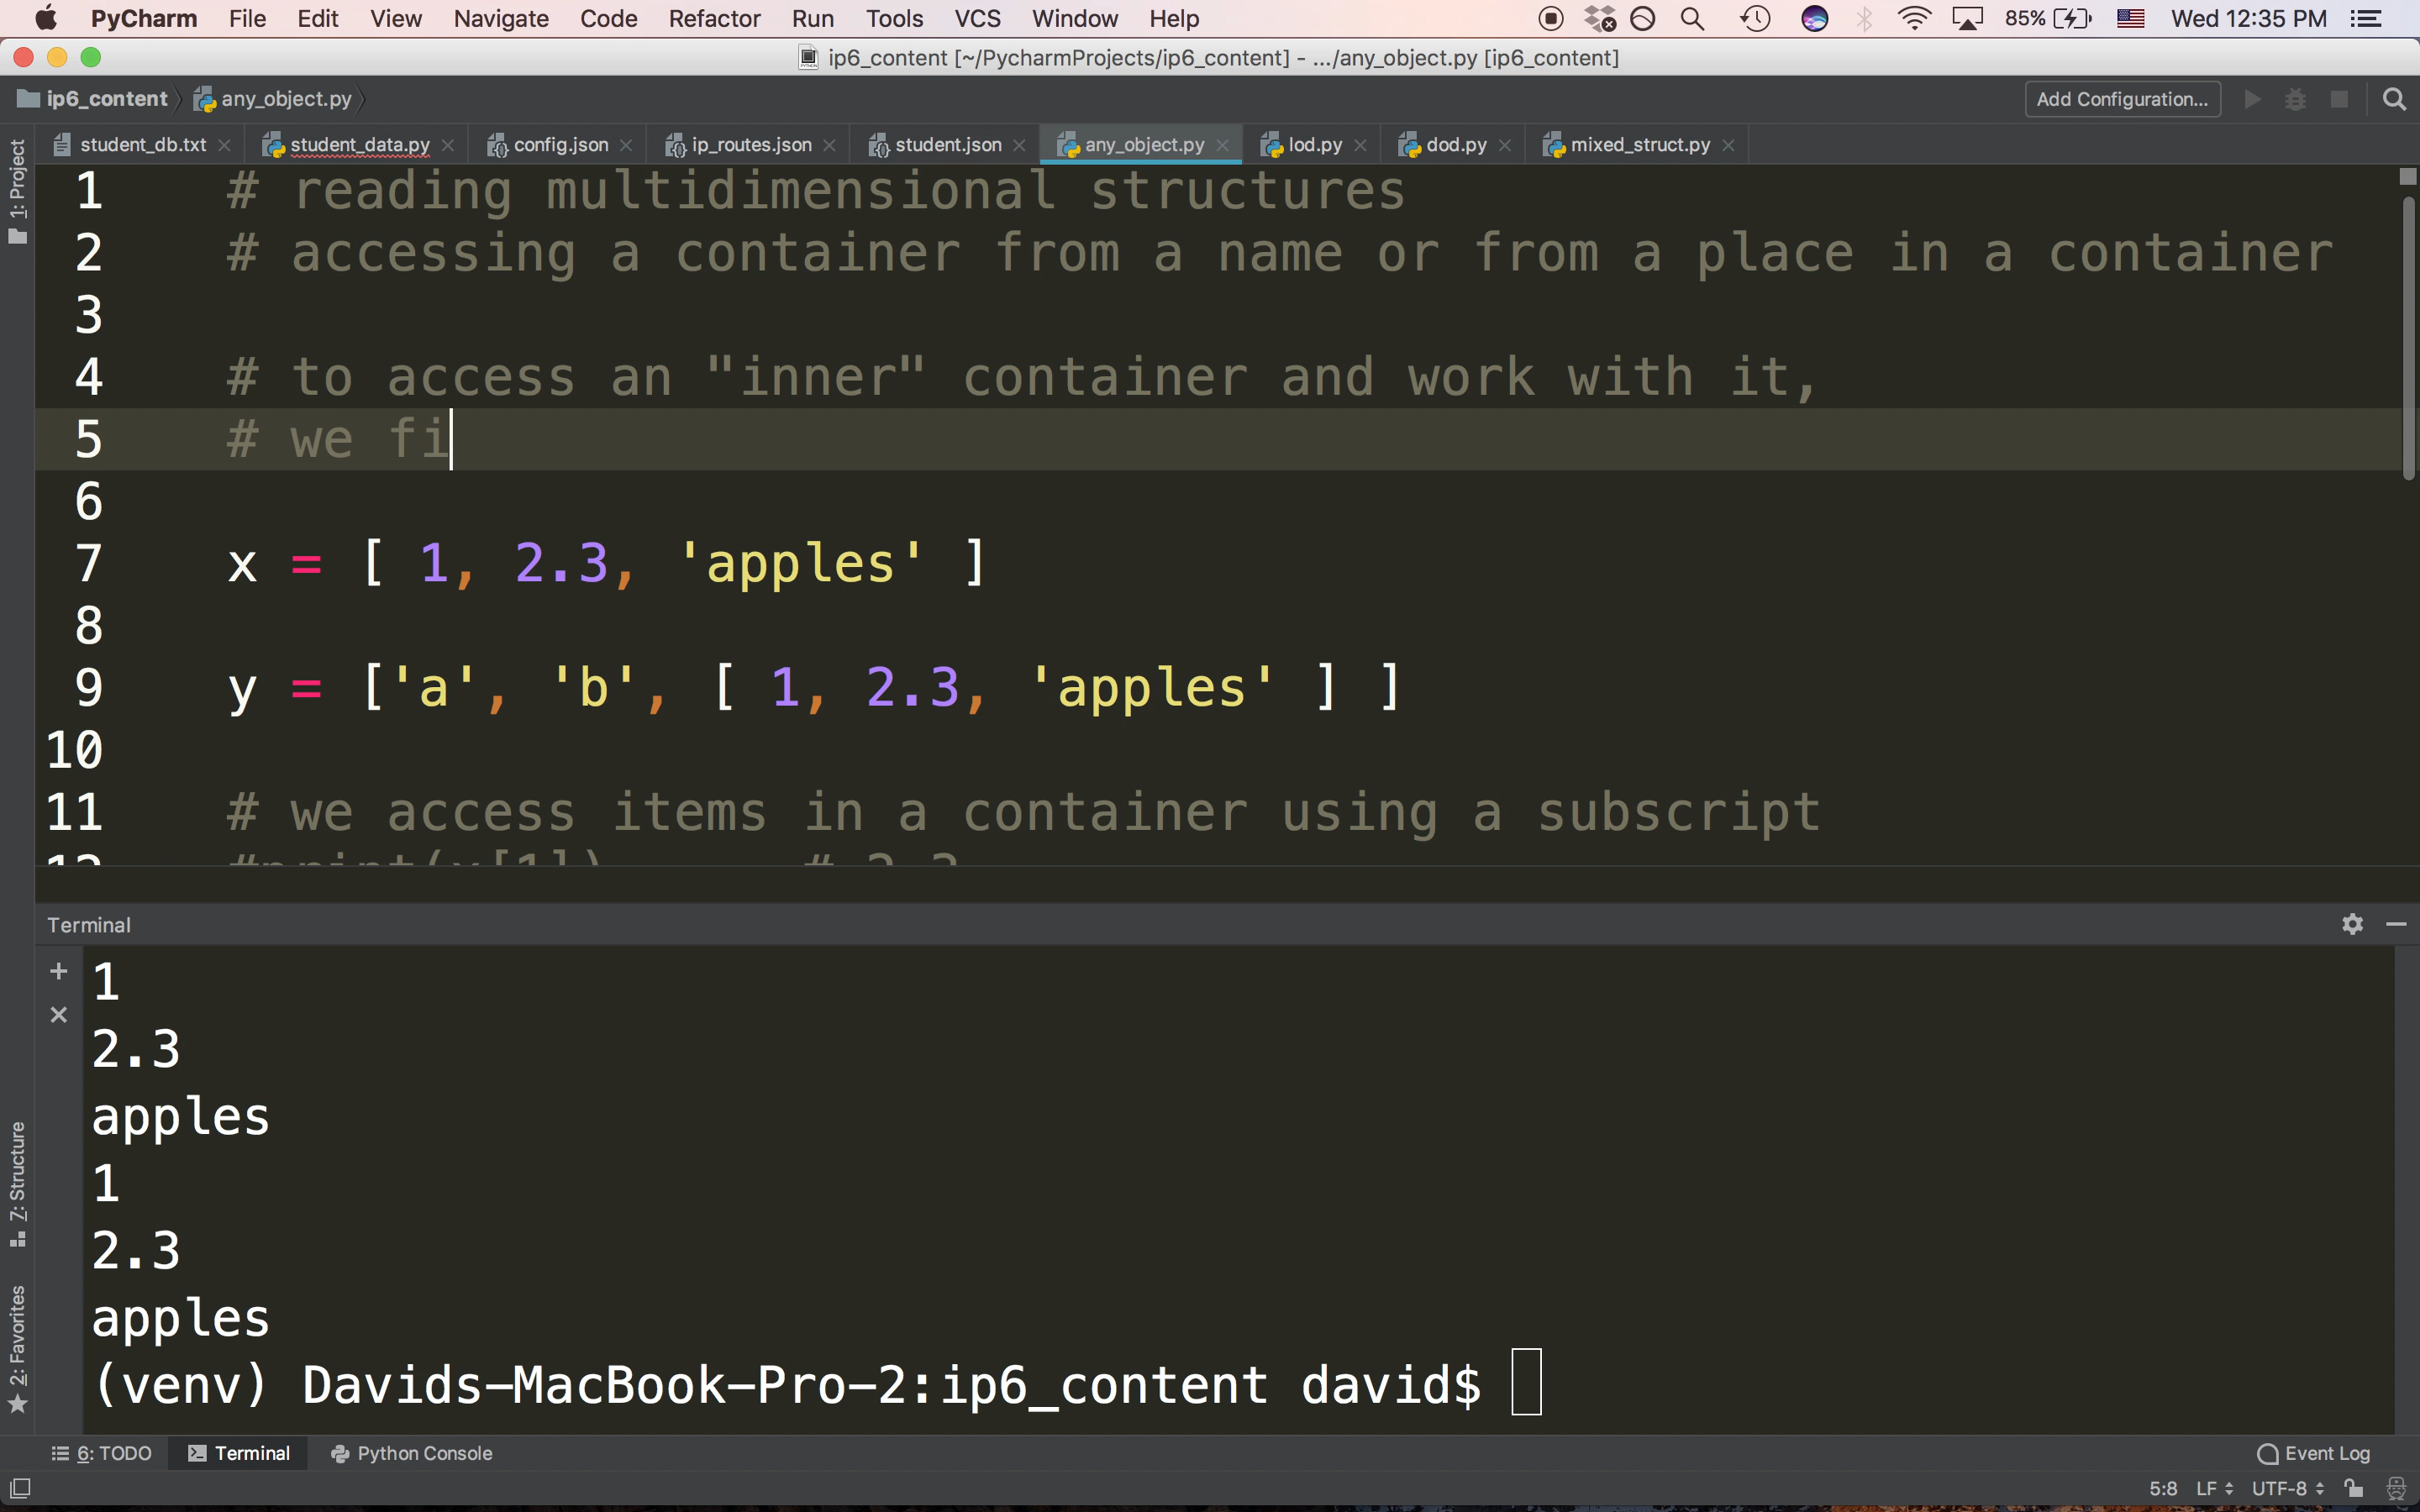 PyCharm File Edit View Navigate Code Refactor Run Tools VCS Window Help 85% Wed 12:35 PM
ip6_content [~/PycharmProjects/ip6_content] - .../any_object.py [ip6_content]
ip6_content any_object.py Add Configuration...
student_db.txt student_data.py config.json ip_routes.json student.json any_object.py lod.py dod.py mixed_struct.py
1: Project
1 # reading multidimensional structures
2 # accessing a container from a name or from a place in a container
3
4 # to access an "inner" container and work with it,
5 # we fi
6
7 x = [ 1, 2.3, 'apples' ]
8
9 y = ['a', 'b', [ 1, 2.3, 'apples' ] ]
10
11 # we access items in a container using a subscript
Terminal
1
2.3
apples
1
2.3
apples
(venv) Davids-MacBook-Pro-2:ip6_content david$
7: Structure
2: Favorites
6: TODO Terminal Python Console Event Log
5:8 LF UTF-8